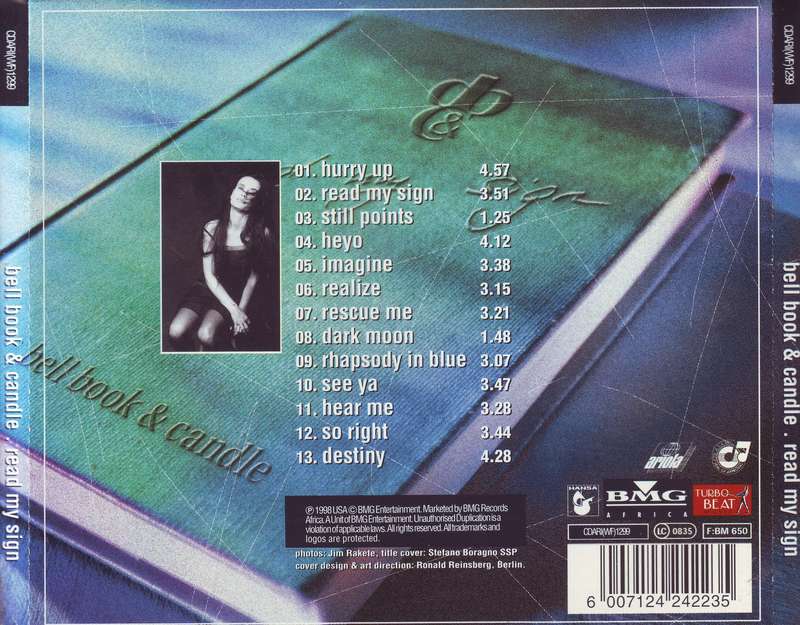 CDARI(WF)1299
CDARI(WF)1299
b
&
sign
01. hurry up 4.57
02. read my sign 3.51
03. still points 1.25
04. heyo 4.12
05. imagine 3.38
06. realize 3.15
07. rescue me 3.21
08. dark moon 1.48
09. rhapsody in blue 3.07
10. see ya 3.47
11. hear me 3.28
12. so right 3.44
13. destiny 4.28
bell book & candle
bell book & candle . read my sign
bell book & candle . read my sign
ariola
HANSA
BMG
AFRICA
TURBO
BEAT
CDARI(WF)1299
LC 0835
F:BM 650
℗ 1998 USA © BMG Entertainment. Marketed by BMG Records
Africa. A Unit of BMG Entertainment. Unauthorised Duplication is a
violation of applicable laws. All rights reserved. All trademarks and
logos are protected.
photos: Jim Rakete, title cover: Stefano Boragno SSP
cover design & art direction: Ronald Reinsberg, Berlin.
6 007124 242235